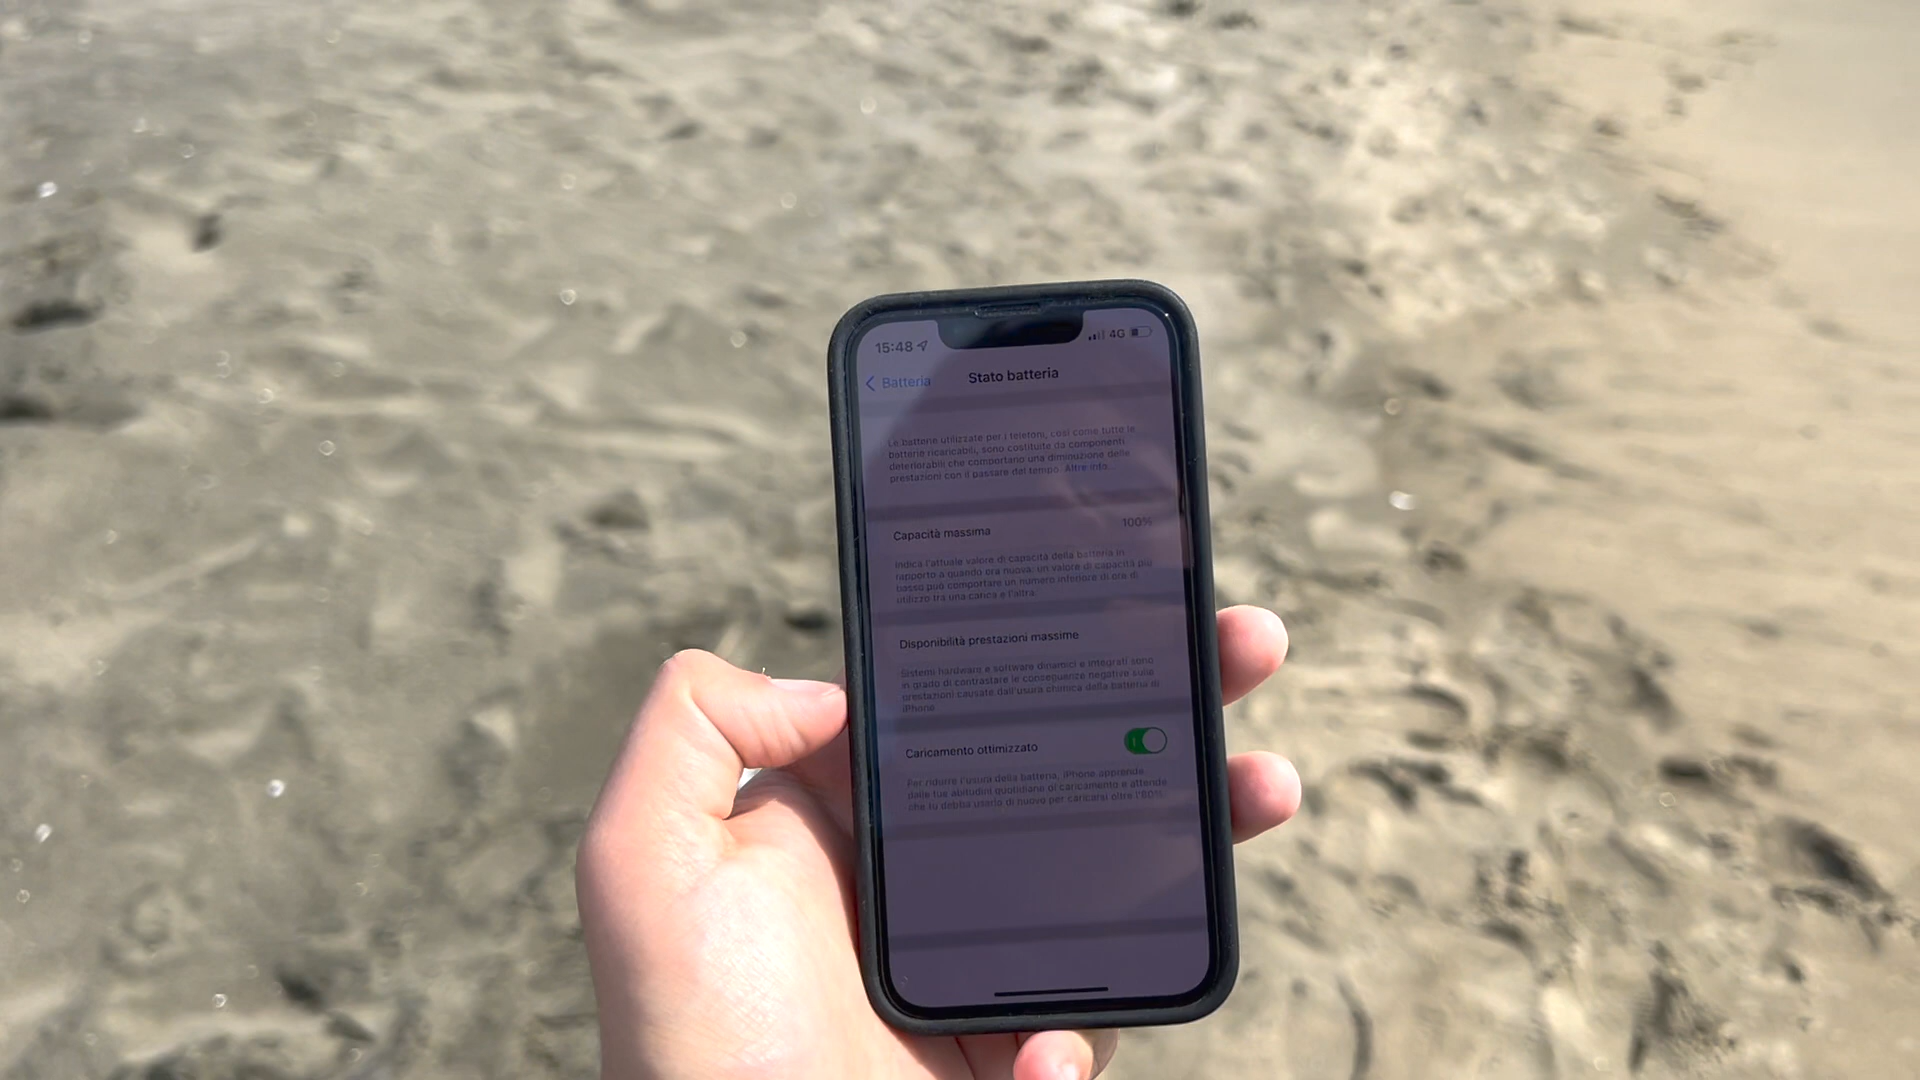 15:48
4G
Batteria
Stato batteria
Le batterie utilizzate per i telefoni, così come tutte le
batterie ricaricabili, sono costituite da componenti
deteriorabili che comportano una diminuzione delle
prestazioni con il passare del tempo. Altre info...
Capacità massima 100%
Indica l'attuale valore di capacità della batteria in
rapporto a quando era nuova: un valore di capacità più
basso può comportare un numero inferiore di ore di
utilizzo tra una carica e l'altra.
Disponibilità prestazioni massime
Sistemi hardware e software dinamici e integrati sono
in grado di contrastare le conseguenze negative sulle
prestazioni causate dall'usura chimica della batteria di
iPhone
Caricamento ottimizzato
Per ridurre l'usura della batteria, iPhone apprende
dalle tue abitudini quotidiane di caricamento e attende
che tu debba usarlo di nuovo per caricarsi oltre l'80%.